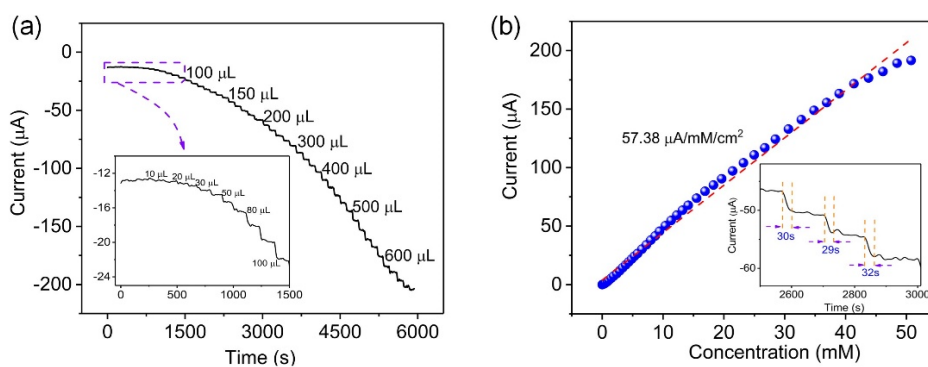 (a)
0
-50
-100
-150
-200
Current (μA)
100 μL
150 μL
200 μL
300 μL
400 μL
500 μL
600 μL
-12
-15
-18
-21
-24
10 μL
20 μL
30 μL
50 μL
80 μL
100 μL
0 500 1000 1500
0 1500 3000 4500 6000
Time (s)
(b)
200
150
100
50
0
Current (μA)
57.38 μA/mM/cm²
-50
-60
Current (μA)
30s
29s
32s
2600 2800 3000
Time (s)
0 10 20 30 40 50
Concentration (mM)